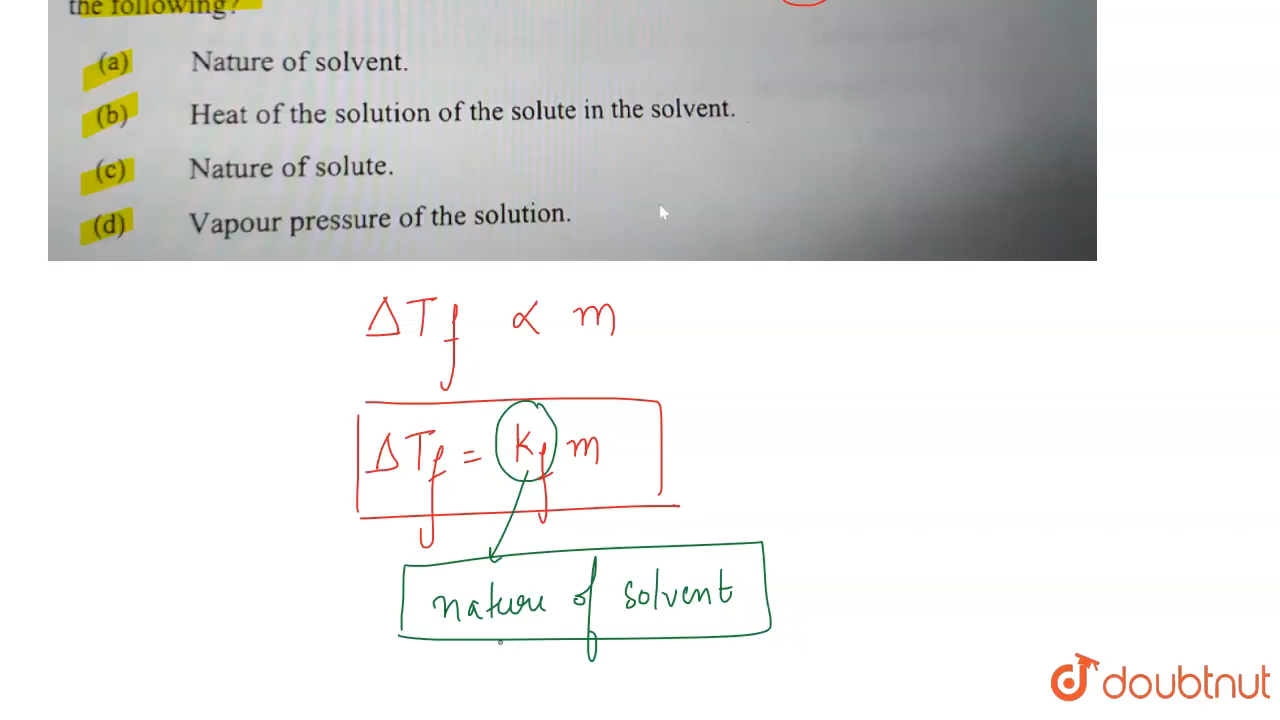 the following?
(a) Nature of solvent.
(b) Heat of the solution of the solute in the solvent.
(c) Nature of solute.
(d) Vapour pressure of the solution.
ΔTf ∝ m
ΔTf = kf m
nature of solvent
doubtnut